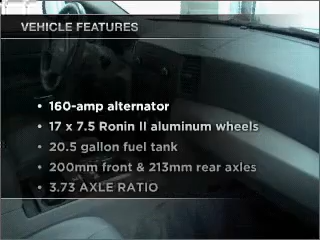 VEHICLE FEATURES
• 160-amp alternator
• 17 x 7.5 Ronin II aluminum wheels
• 20.5 gallon fuel tank
• 200mm front & 213mm rear axles
• 3.73 AXLE RATIO